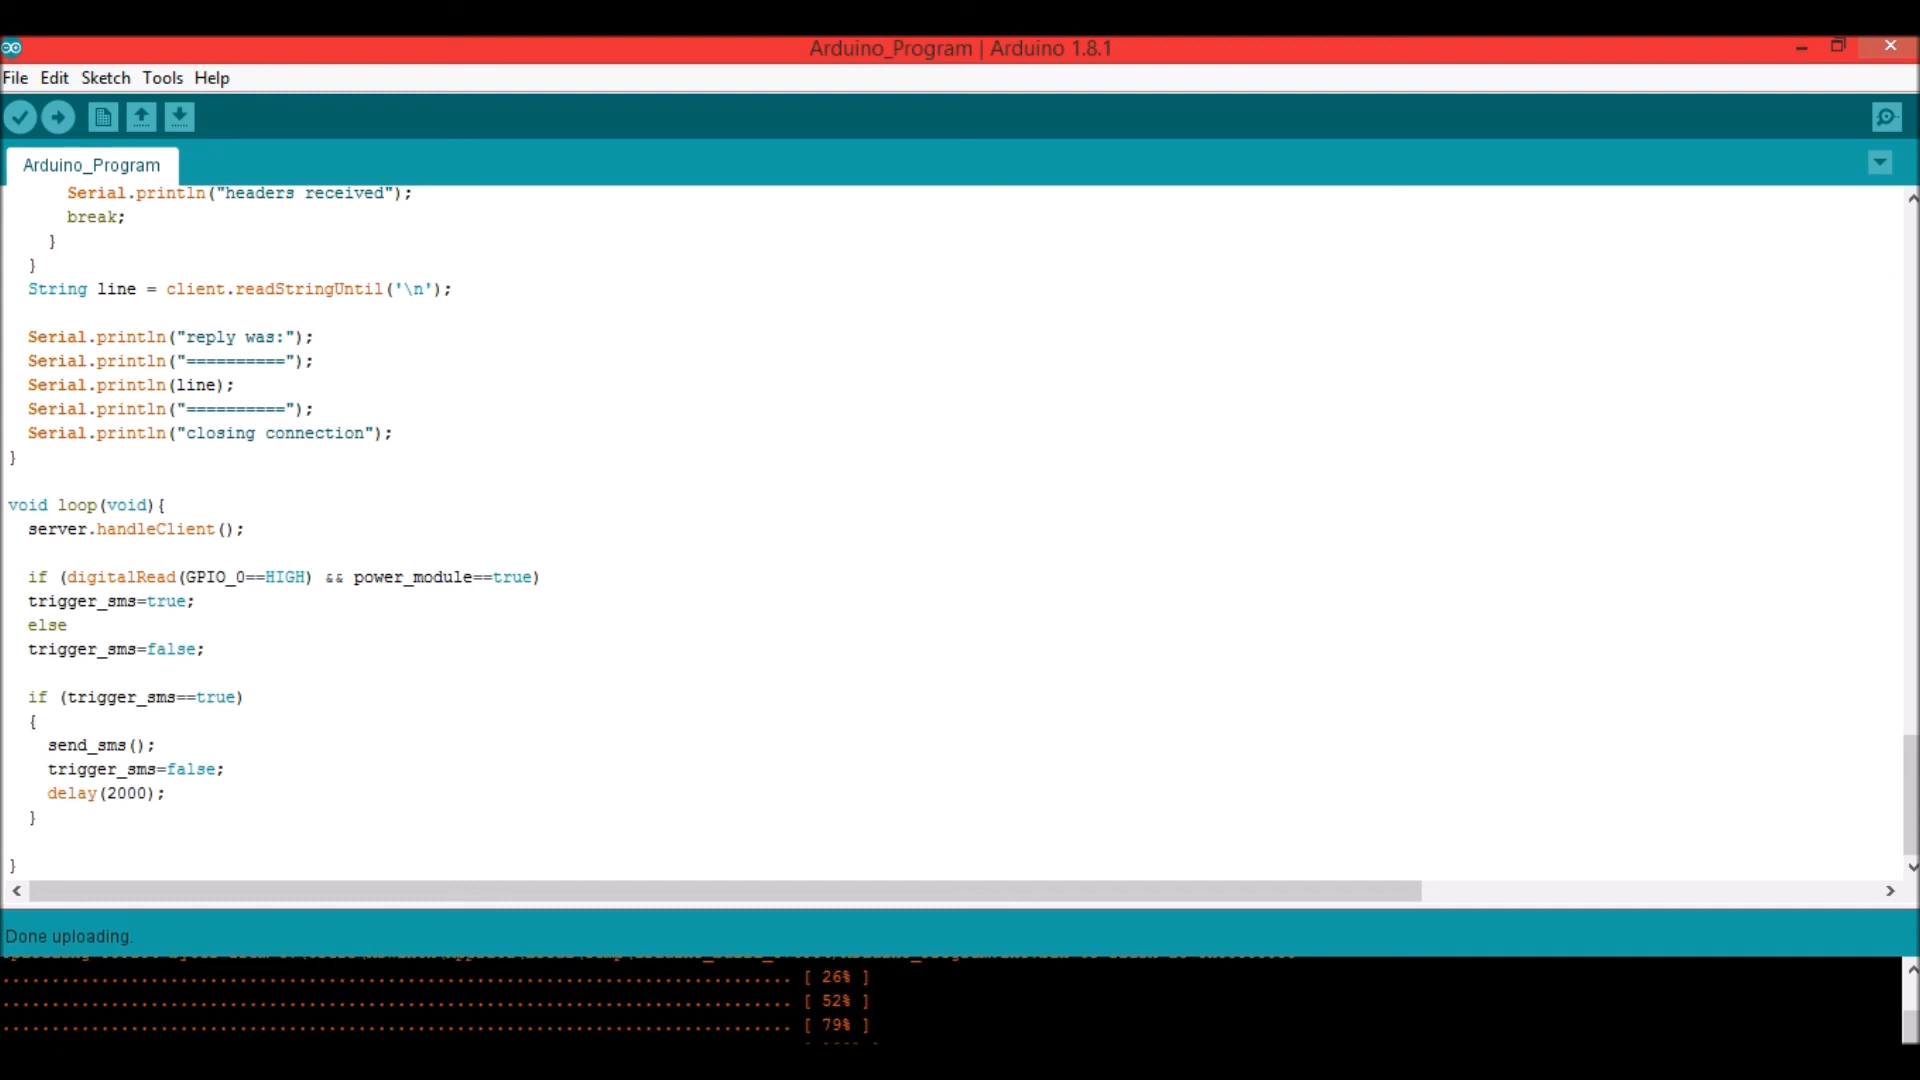 Arduino_Program | Arduino 1.8.1
File Edit Sketch Tools Help
Arduino_Program
Serial.println("headers received");
break;
}
}
String line = client.readStringUntil('\n');
Serial.println("reply was:");
Serial.println("==========");
Serial.println(line);
Serial.println("==========");
Serial.println("closing connection");
}
void loop(void){
server.handleClient();
if (digitalRead(GPIO_0==HIGH) && power_module==true)
trigger_sms=true;
else
trigger_sms=false;
if (trigger_sms==true)
{
send_sms();
trigger_sms=false;
delay(2000);
}
}
Done uploading.
................................................................................ [ 26% ]
................................................................................ [ 52% ]
................................................................................ [ 79% ]